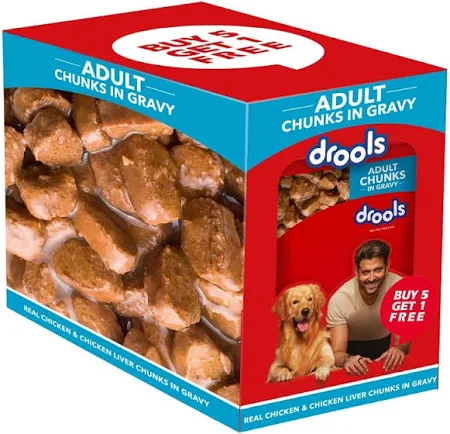 BUY 5
GET 1
FREE
ADULT
CHUNKS IN GRAVY
REAL CHICKEN & CHICKEN LIVER CHUNKS IN GRAVY
ADULT
CHUNKS IN GRAVY
drools
ADULT
CHUNKS
IN GRAVY
drools
BUY 5
GET 1
FREE
REAL CHICKEN & CHICKEN LIVER CHUNKS IN GRAVY